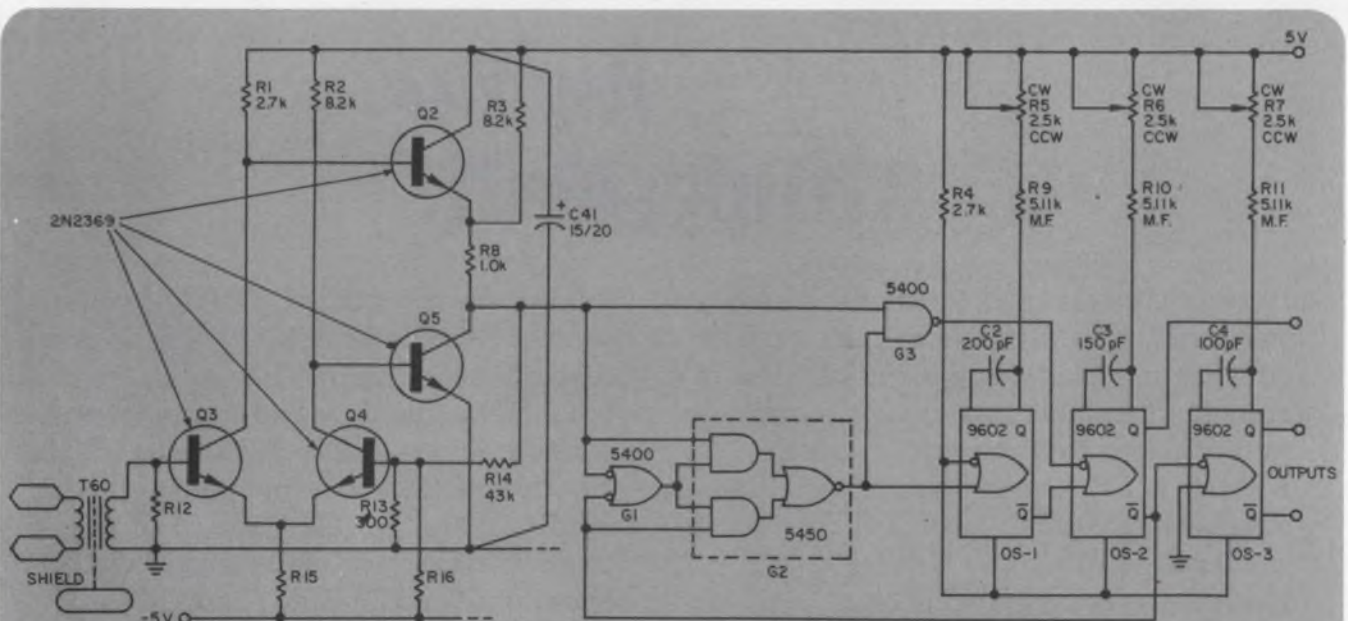 5V
R1
2.7k
R2
8.2k
Q2
R3
8.2k
CW
R5
2.5k
CCW
CW
R6
2.5k
CCW
CW
R7
2.5k
CCW
2N2369
+
C41
15/20
R4
2.7k
R9
5.11k
M.F.
R10
5.11k
M.F.
R11
5.11k
M.F.
R8
1.0k
Q5
5400
G3
C2
200pF
C3
150pF
C4
100pF
Q3
Q4
9602 Q
9602 Q
9602 Q
T60
R12
R13
300
R14
43k
5400
G1
5450
G2
OUTPUTS
Q̅
Q̅
Q̅
OS-1
OS-2
OS-3
SHIELD
R15
R16
-5V